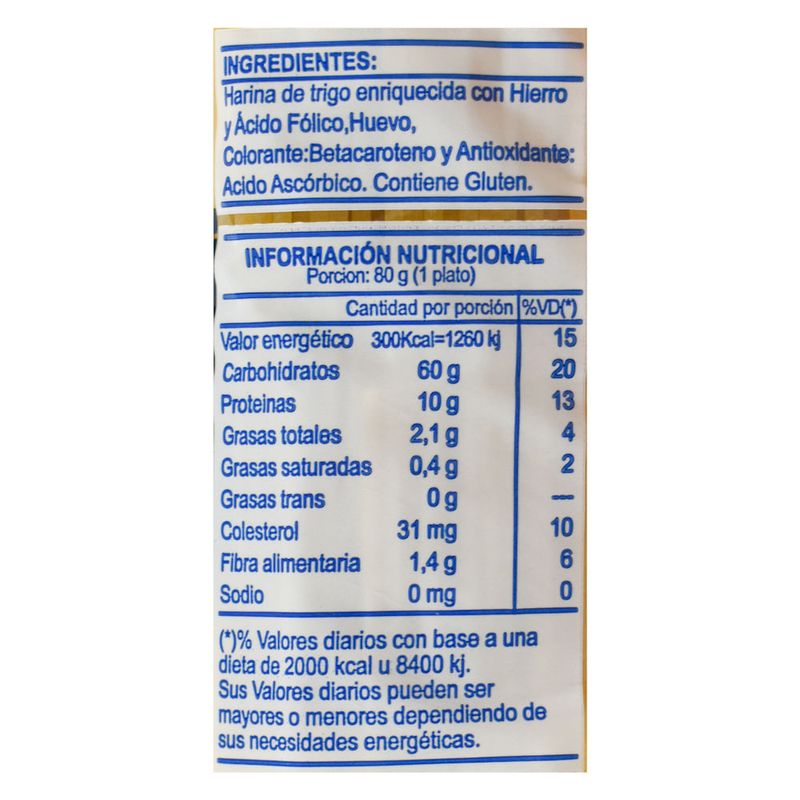 INGREDIENTES:
Harina de trigo enriquecida con Hierro
y Ácido Fólico,Huevo,
Colorante:Betacaroteno y Antioxidante:
Acido Ascórbico. Contiene Gluten.
INFORMACIÓN NUTRICIONAL
Porcion: 80 g (1 plato)
Cantidad por porción %VD(*)
Valor energético 300Kcal=1260 kj 15
Carbohidratos 60 g 20
Proteinas 10 g 13
Grasas totales 2,1 g 4
Grasas saturadas 0,4 g 2
Grasas trans 0 g ---
Colesterol 31 mg 10
Fibra alimentaria 1,4 g 6
Sodio 0 mg 0
(*)% Valores diarios con base a una
dieta de 2000 kcal u 8400 kj.
Sus Valores diarios pueden ser
mayores o menores dependiendo de
sus necesidades energéticas.